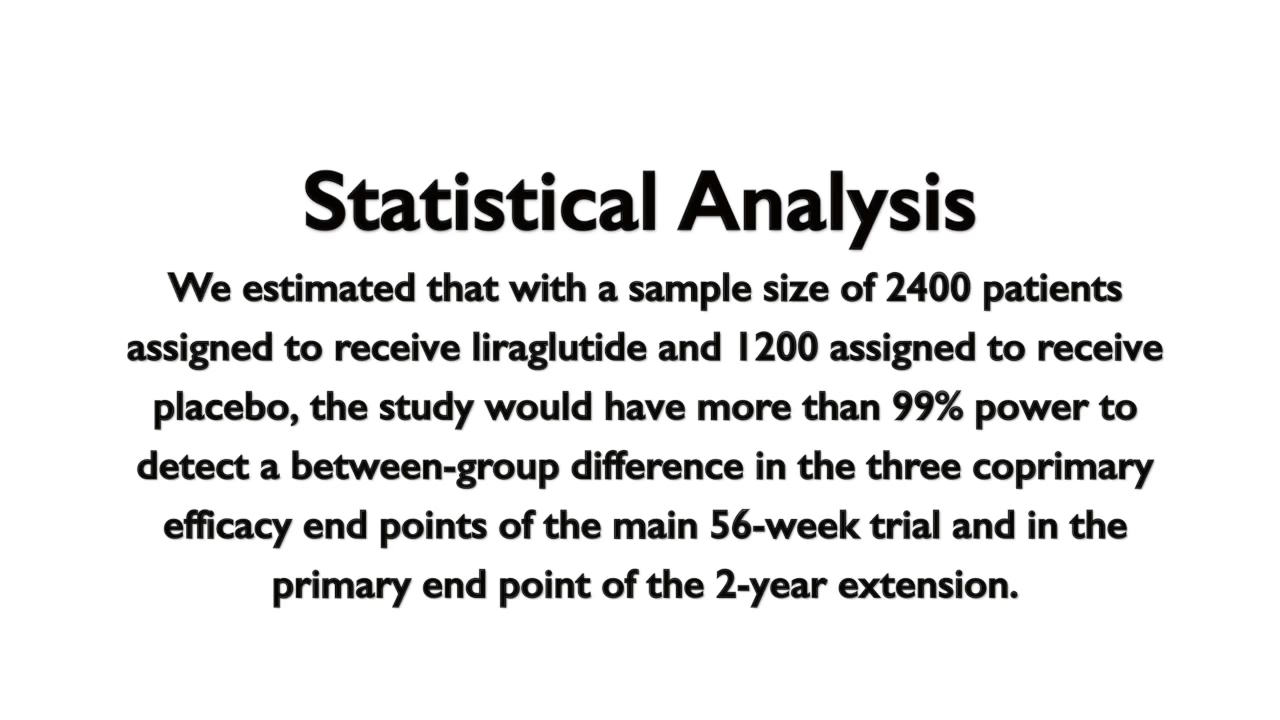 Statistical Analysis
We estimated that with a sample size of 2400 patients
assigned to receive liraglutide and 1200 assigned to receive
placebo, the study would have more than 99% power to
detect a between-group difference in the three coprimary
efficacy end points of the main 56-week trial and in the
primary end point of the 2-year extension.